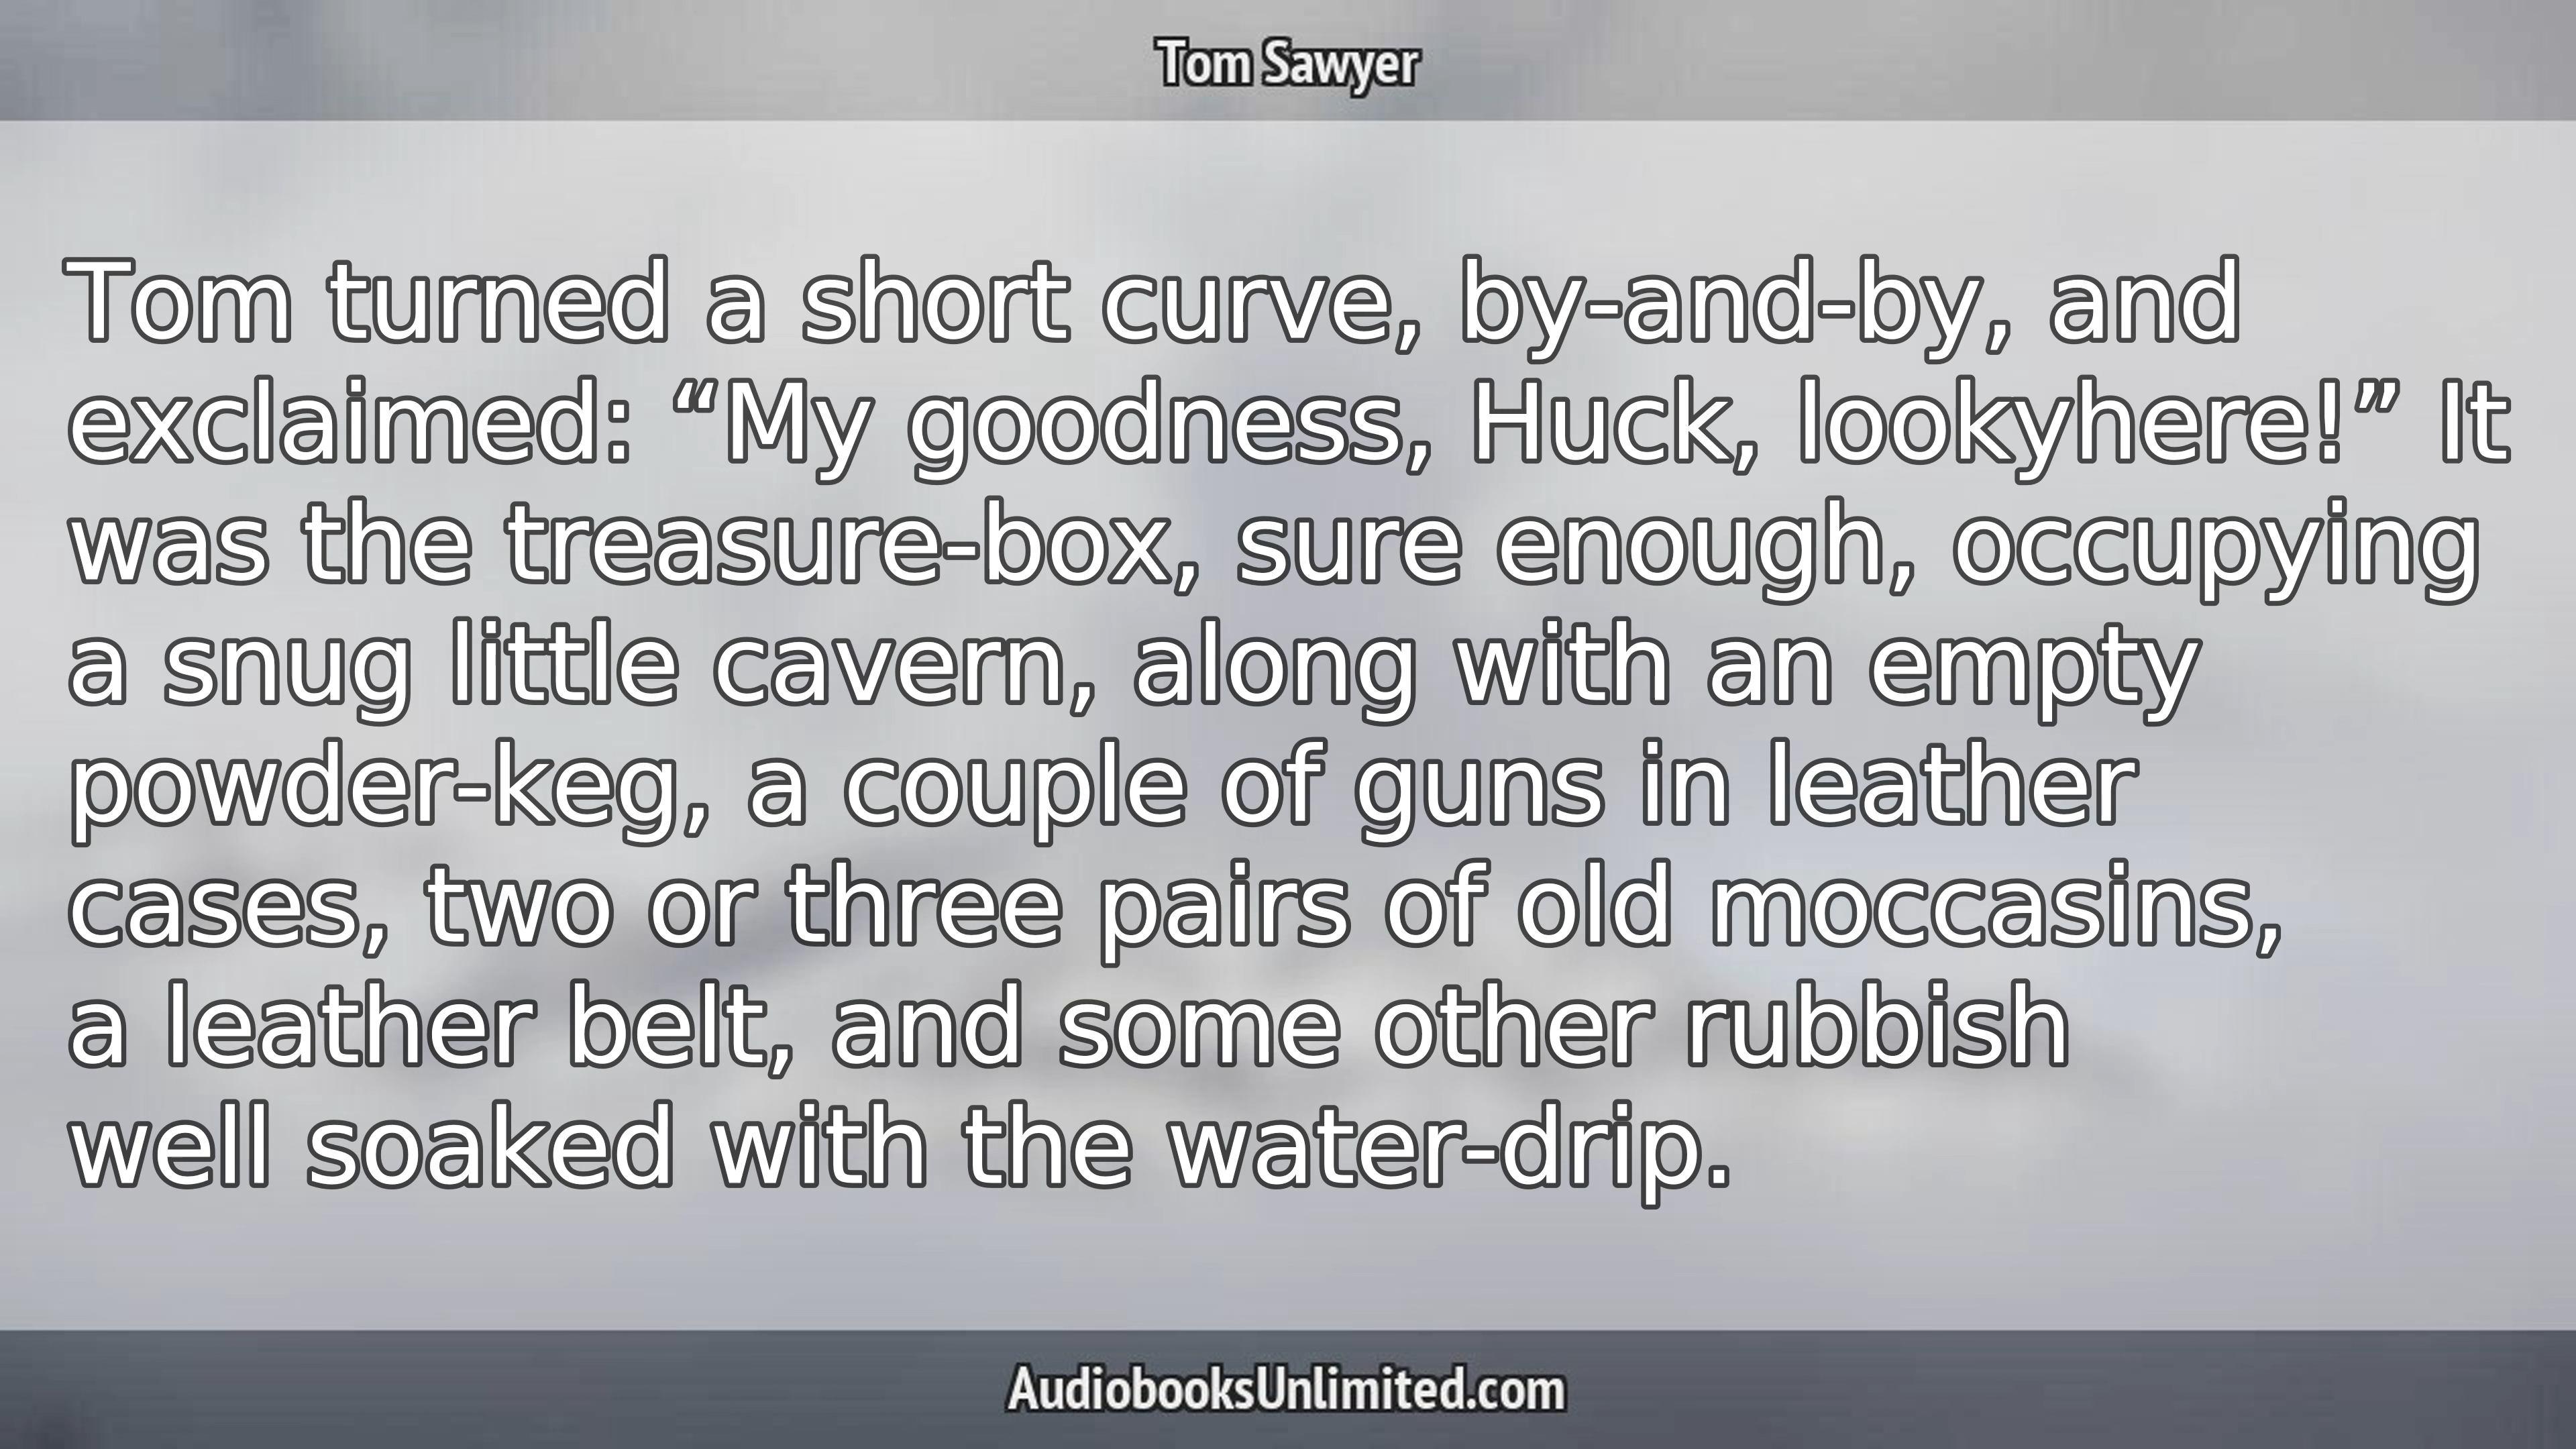 Tom Sawyer
Tom turned a short curve, by-and-by, and
exclaimed: “My goodness, Huck, lookyhere!” It
was the treasure-box, sure enough, occupying
a snug little cavern, along with an empty
powder-keg, a couple of guns in leather
cases, two or three pairs of old moccasins,
a leather belt, and some other rubbish
well soaked with the water-drip.
AudiobooksUnlimited.com